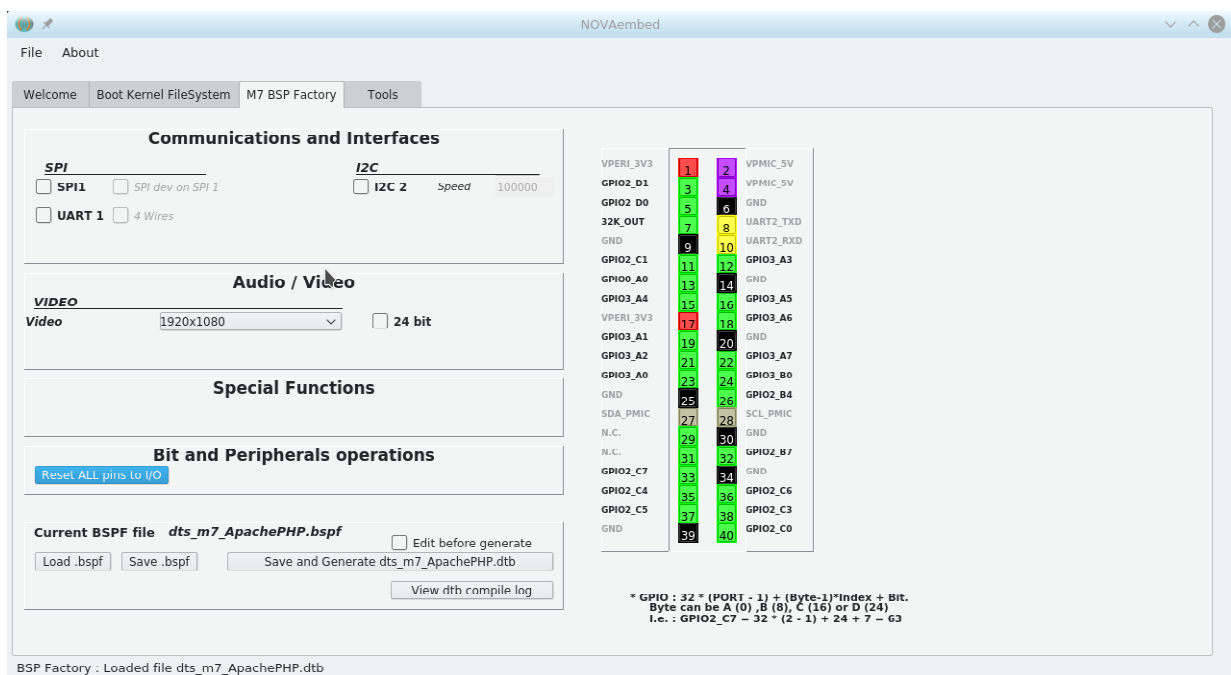 NOVAembed
File About
Welcome Boot Kernel FileSystem M7 BSP Factory Tools
Communications and Interfaces
SPI I2C
SPI1 SPI dev on SPI 1 I2C 2 Speed 100000
UART 1 4 Wires
Audio / Video
VIDEO
Video 1920x1080 24 bit
Special Functions
Bit and Peripherals operations
Reset ALL pins to I/O
Current BSPF file dts_m7_ApachePHP.bspf
Edit before generate
Load .bspf Save .bspf Save and Generate dts_m7_ApachePHP.dtb
View dtb compile log
VPERI_3V3 1 2 VPMIC_5V
GPIO2_D1 3 4 VPMIC_5V
GPIO2_D0 5 6 GND
32K_OUT 7 8 UART2_TXD
GND 9 10 UART2_RXD
GPIO2_C1 11 12 GPIO3_A3
GPIO0_A0 13 14 GND
GPIO3_A4 15 16 GPIO3_A5
VPERI_3V3 17 18 GPIO3_A6
GPIO3_A1 19 20 GND
GPIO3_A2 21 22 GPIO3_A7
GPIO3_A0 23 24 GPIO3_B0
GND 25 26 GPIO2_B4
SDA_PMIC 27 28 SCL_PMIC
N.C. 29 30 GND
N.C. 31 32 GPIO2_B7
GPIO2_C7 33 34 GND
GPIO2_C4 35 36 GPIO2_C6
GPIO2_C5 37 38 GPIO2_C3
GND 39 40 GPIO2_C0
* GPIO : 32 * (PORT - 1) + (Byte-1)*Index + Bit.
Byte can be A (0) ,B (8), C (16) or D (24)
i.e. : GPIO2_C7 = 32 * (2 - 1) + 24 + 7 = 63
BSP Factory : Loaded file dts_m7_ApachePHP.dtb